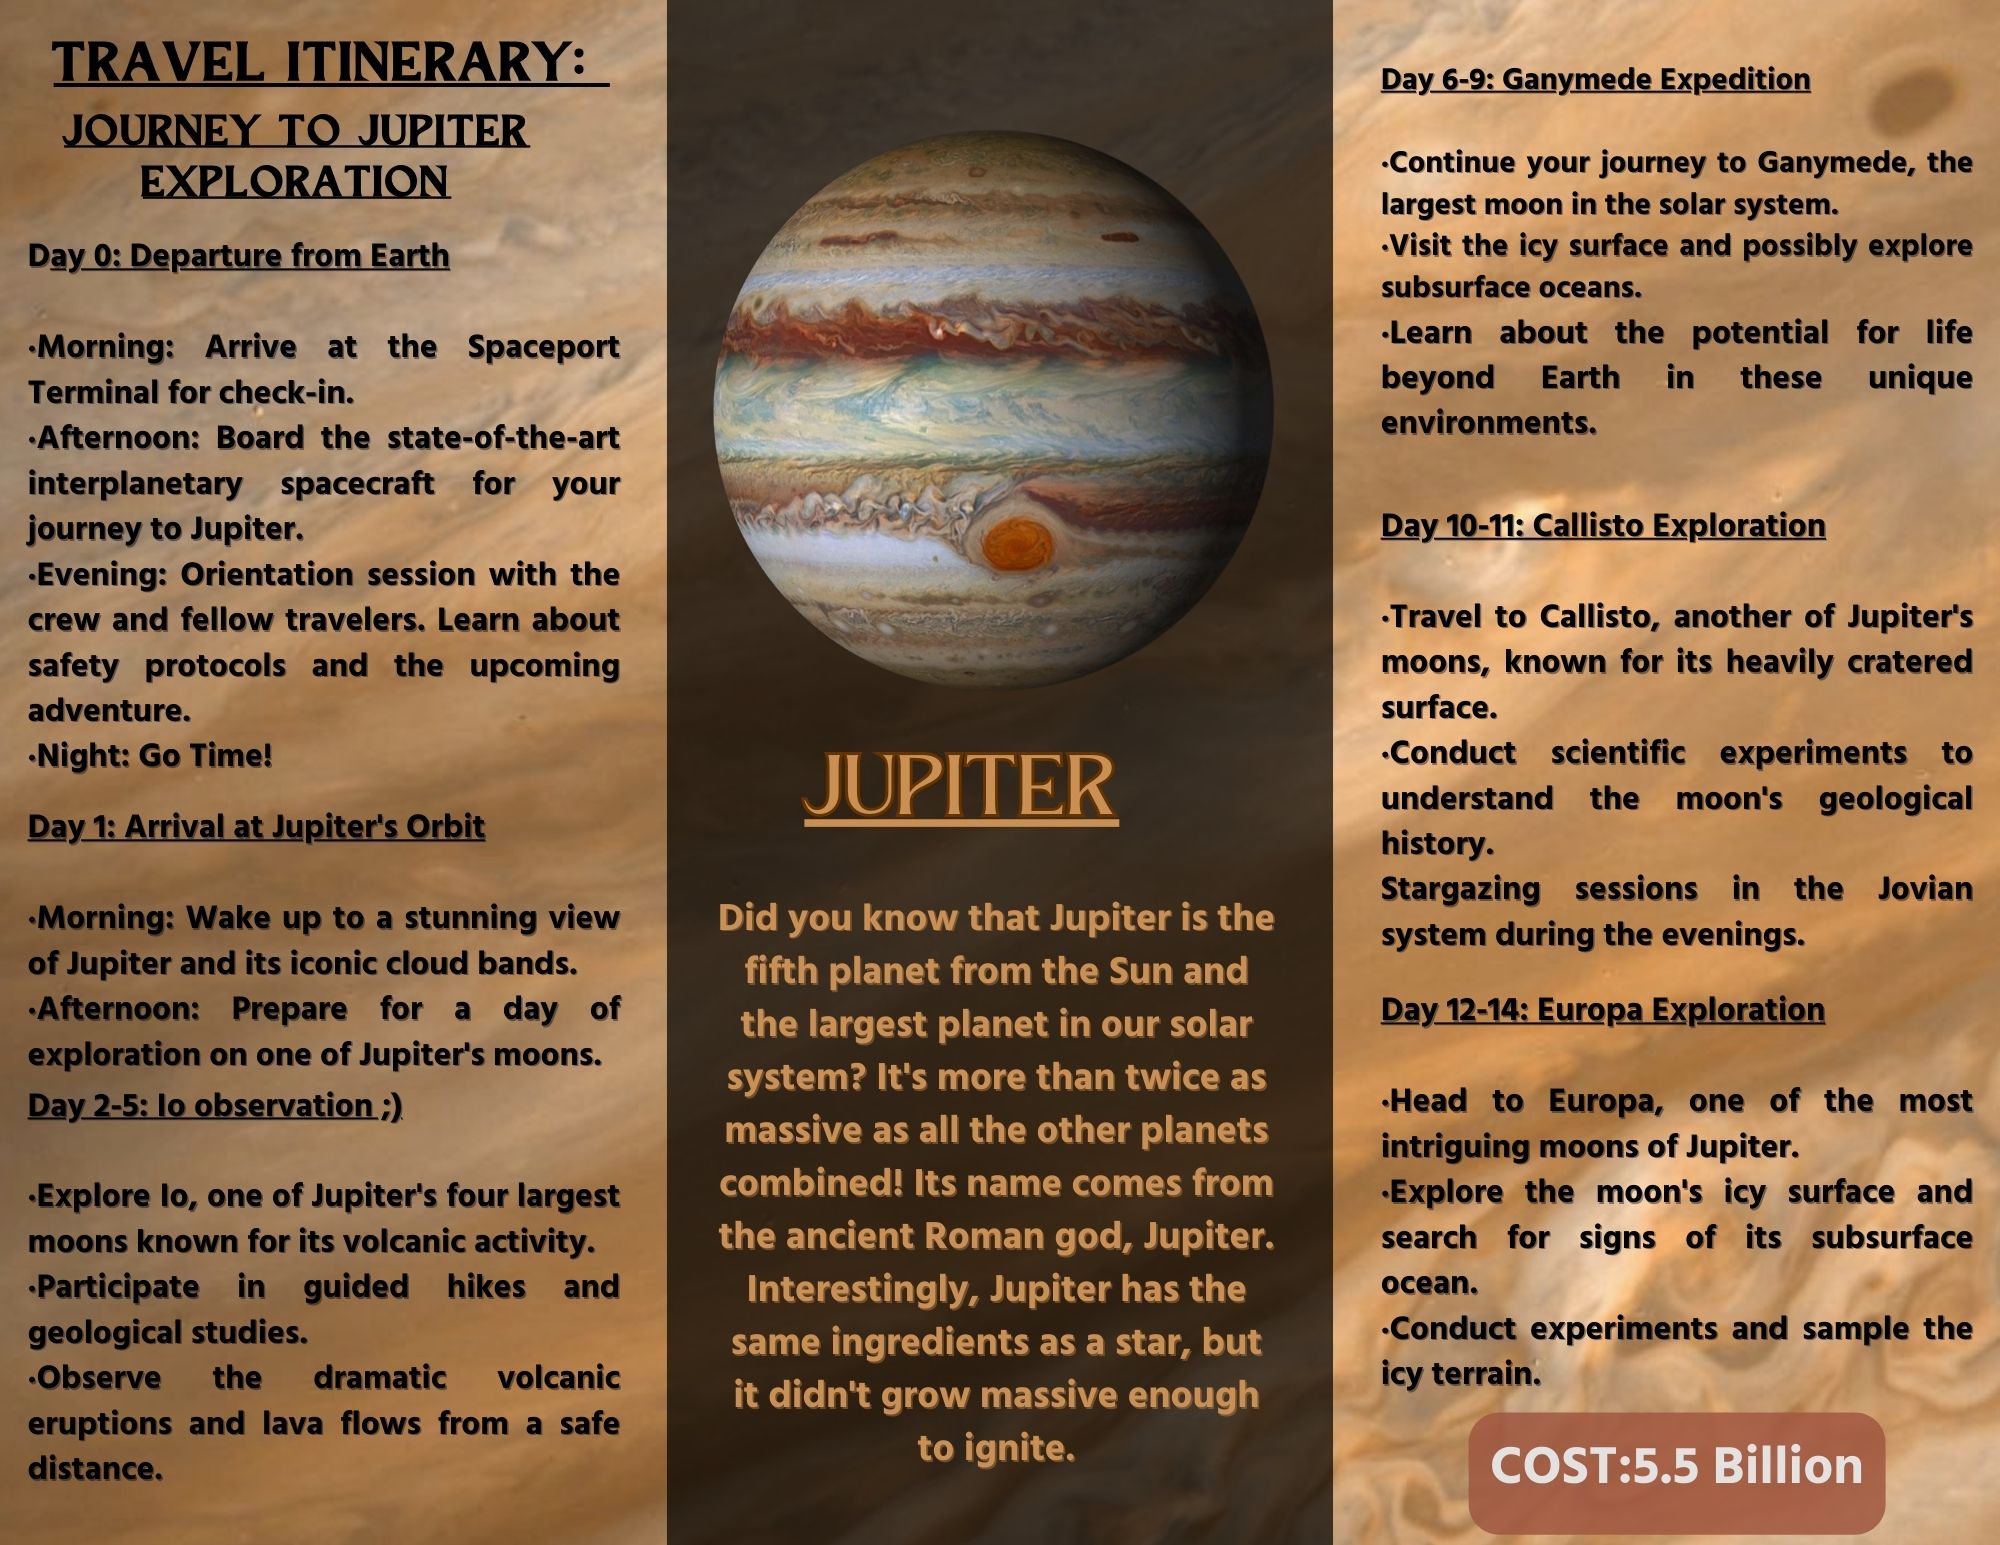 TRAVEL ITINERARY:
JOURNEY TO JUPITER
EXPLORATION
Day 0: Departure from Earth
·Morning: Arrive at the Spaceport
Terminal for check-in.
·Afternoon: Board the state-of-the-art
interplanetary spacecraft for your
journey to Jupiter.
·Evening: Orientation session with the
crew and fellow travelers. Learn about
safety protocols and the upcoming
adventure.
·Night: Go Time!
Day 1: Arrival at Jupiter's Orbit
·Morning: Wake up to a stunning view
of Jupiter and its iconic cloud bands.
·Afternoon: Prepare for a day of
exploration on one of Jupiter's moons.
Day 2-5: Io observation ;)
·Explore Io, one of Jupiter's four largest
moons known for its volcanic activity.
·Participate in guided hikes and
geological studies.
·Observe the dramatic volcanic
eruptions and lava flows from a safe
distance.
JUPITER
Did you know that Jupiter is the
fifth planet from the Sun and
the largest planet in our solar
system? It's more than twice as
massive as all the other planets
combined! Its name comes from
the ancient Roman god, Jupiter.
Interestingly, Jupiter has the
same ingredients as a star, but
it didn't grow massive enough
to ignite.
Day 6-9: Ganymede Expedition
·Continue your journey to Ganymede, the
largest moon in the solar system.
·Visit the icy surface and possibly explore
subsurface oceans.
·Learn about the potential for life
beyond Earth in these unique
environments.
Day 10-11: Callisto Exploration
·Travel to Callisto, another of Jupiter's
moons, known for its heavily cratered
surface.
·Conduct scientific experiments to
understand the moon's geological
history.
Stargazing sessions in the Jovian
system during the evenings.
Day 12-14: Europa Exploration
·Head to Europa, one of the most
intriguing moons of Jupiter.
·Explore the moon's icy surface and
search for signs of its subsurface
ocean.
·Conduct experiments and sample the
icy terrain.
COST:5.5 Billion